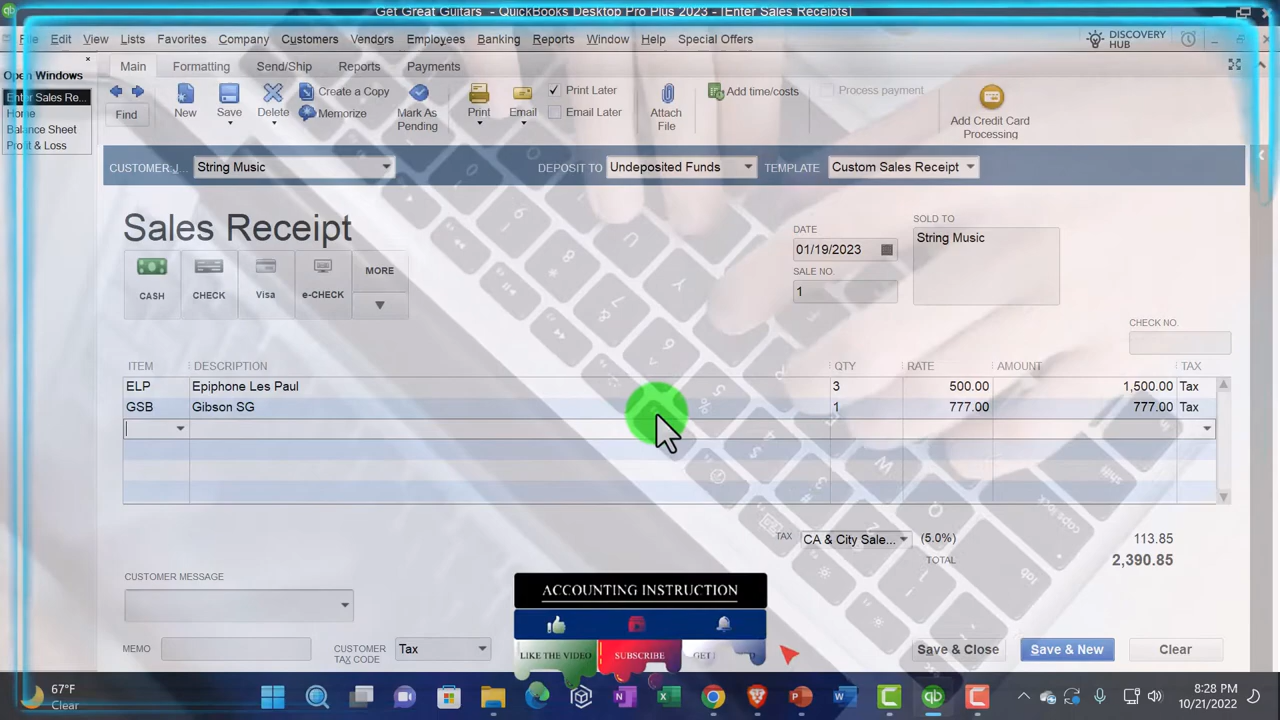 Get Great Guitars - QuickBooks Desktop Pro Plus 2023 - [Enter Sales Receipts]
File Edit View Lists Favorites Company Customers Vendors Employees Banking Reports Window Help Special Offers
DISCOVERY
HUB
Open Windows
Enter Sales Re...
Home
Balance Sheet
Profit & Loss
Main Formatting Send/Ship Reports Payments
Find
New
Save
Delete
Create a Copy
Memorize
Mark As
Pending
Print
Email
Print Later
Email Later
Attach
File
Add time/costs
Process payment
Add Credit Card
Processing
CUSTOMER:J... String Music DEPOSIT TO Undeposited Funds TEMPLATE Custom Sales Receipt
Sales Receipt
CASH
CHECK
Visa
e-CHECK
MORE
DATE
01/19/2023
SALE NO.
1
SOLD TO
String Music
CHECK NO.
ITEM DESCRIPTION QTY RATE AMOUNT TAX
ELP Epiphone Les Paul 3 500.00 1,500.00 Tax
GSB Gibson SG 1 777.00 777.00 Tax
TAX CA & City Sale... (5.0%) 113.85
TOTAL 2,390.85
CUSTOMER MESSAGE
MEMO
CUSTOMER
TAX CODE
Tax
ACCOUNTING INSTRUCTION
LIKE THE VIDEO
SUBSCRIBE
GET
Save & Close Save & New Clear
67°F
Clear
8:28 PM
10/21/2022